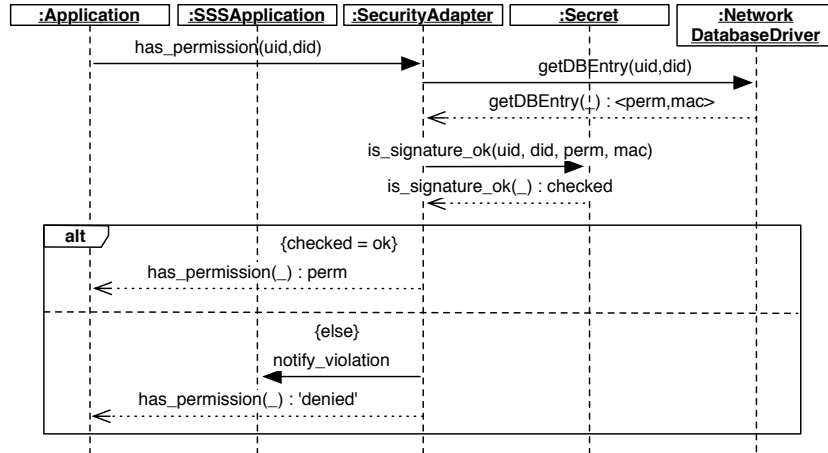 :Application
:SSSApplication
:SecurityAdapter
:Secret
:Network
DatabaseDriver
has_permission(uid,did)
getDBEntry(uid,did)
getDBEntry(_) : <perm,mac>
is_signature_ok(uid, did, perm, mac)
is_signature_ok(_) : checked
alt
{checked = ok}
has_permission(_) : perm
{else}
notify_violation
has_permission(_) : 'denied'